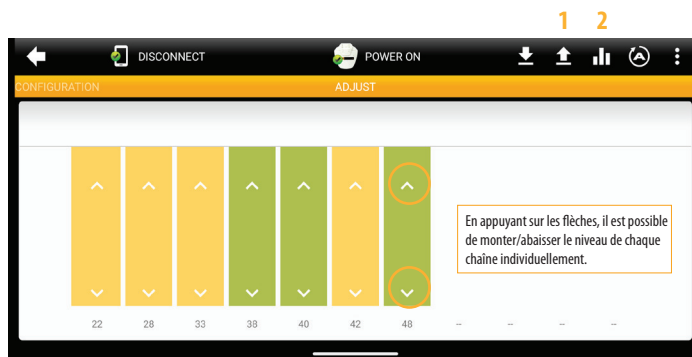 1 2
DISCONNECT POWER ON
CONFIGURATION ADJUST
En appuyant sur les flèches, il est possible
de monter/abaisser le niveau de chaque
chaîne individuellement.
22 28 33 38 40 42 48 -- -- -- --